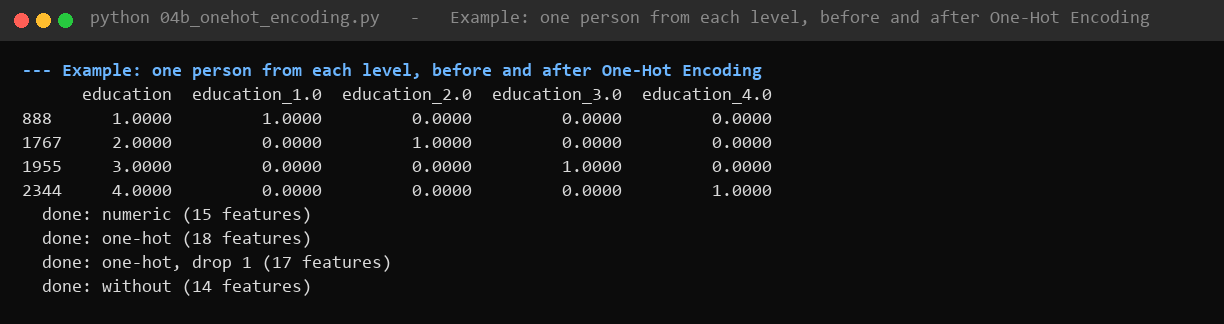 python 04b_onehot_encoding.py   -   Example: one person from each level, before and after One-Hot Encoding
--- Example: one person from each level, before and after One-Hot Encoding
      education  education_1.0  education_2.0  education_3.0  education_4.0
888      1.0000         1.0000         0.0000         0.0000         0.0000
1767     2.0000         0.0000         1.0000         0.0000         0.0000
1955     3.0000         0.0000         0.0000         1.0000         0.0000
2344     4.0000         0.0000         0.0000         0.0000         1.0000
  done: numeric (15 features)
  done: one-hot (18 features)
  done: one-hot, drop 1 (17 features)
  done: without (14 features)